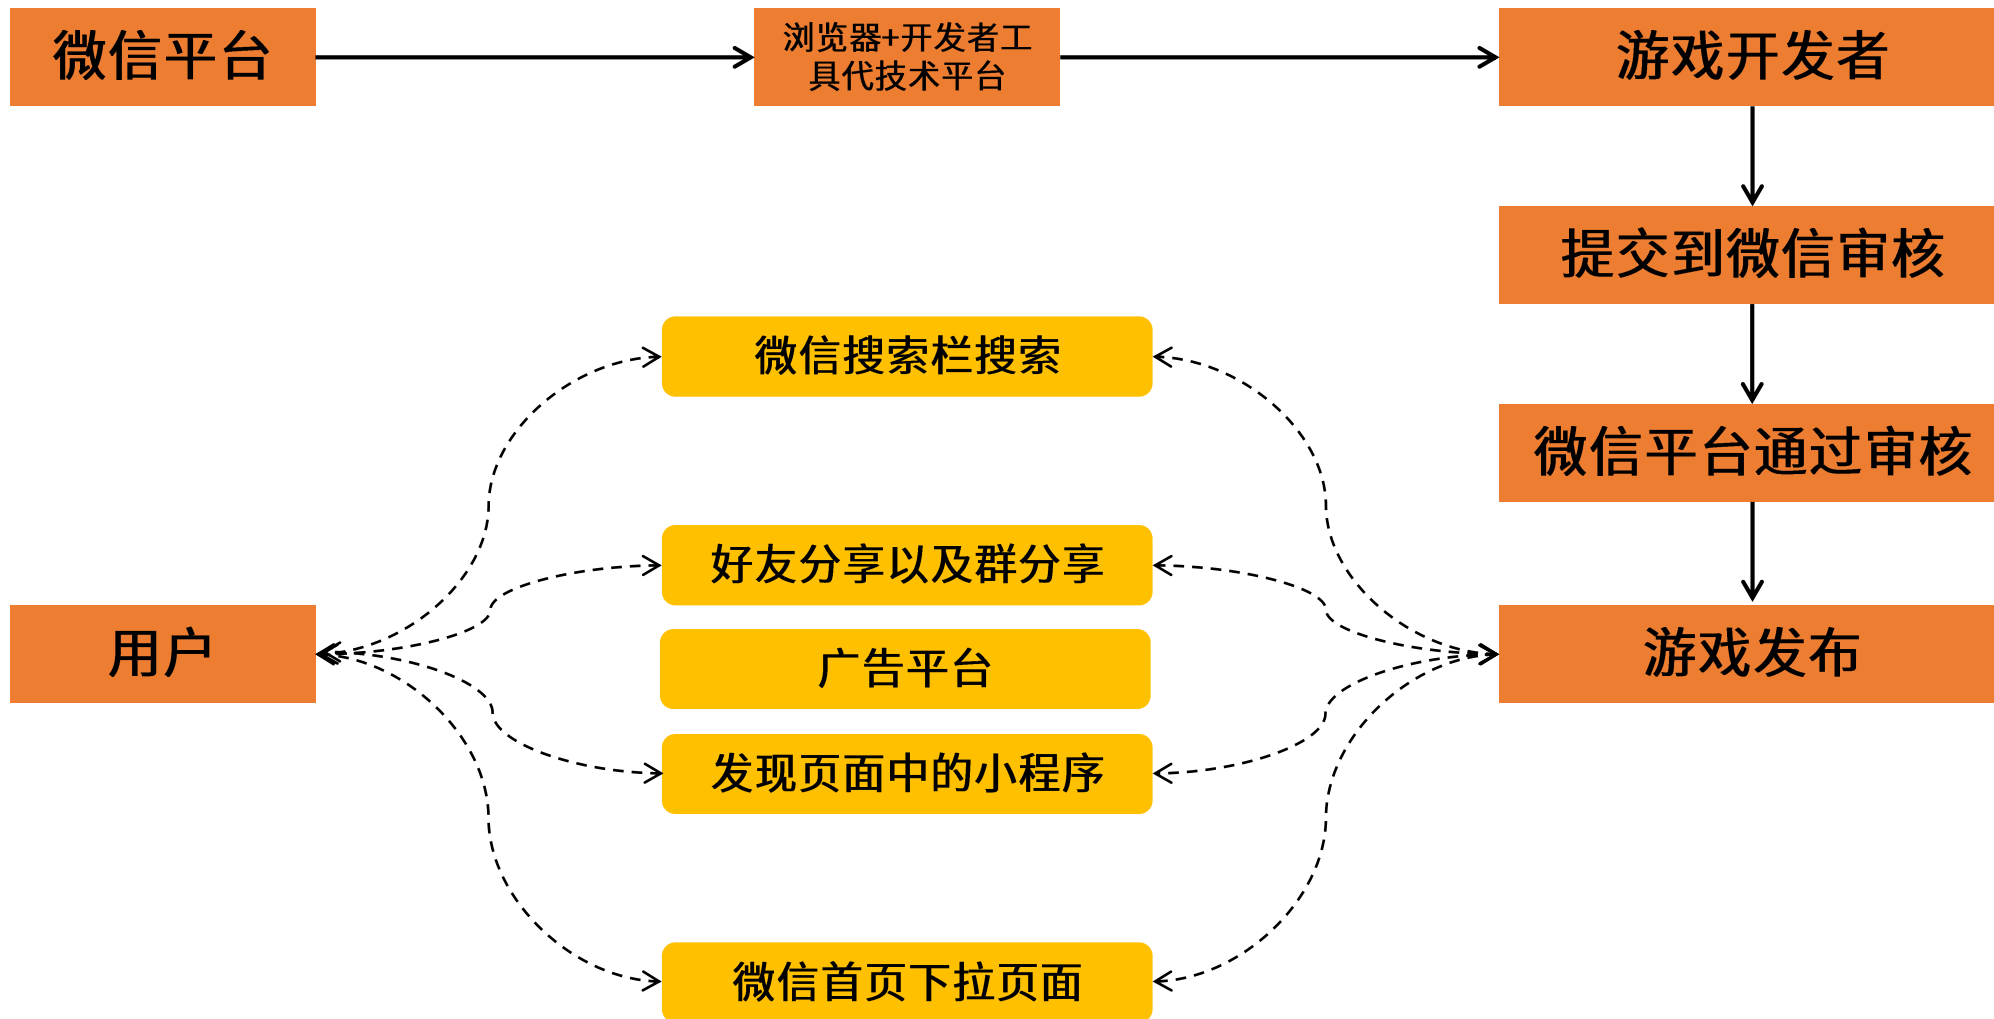 微信平台
浏览器+开发者工
具代技术平台
游戏开发者
提交到微信审核
微信搜索栏搜索
微信平台通过审核
好友分享以及群分享
用户
广告平台
游戏发布
发现页面中的小程序
微信首页下拉页面